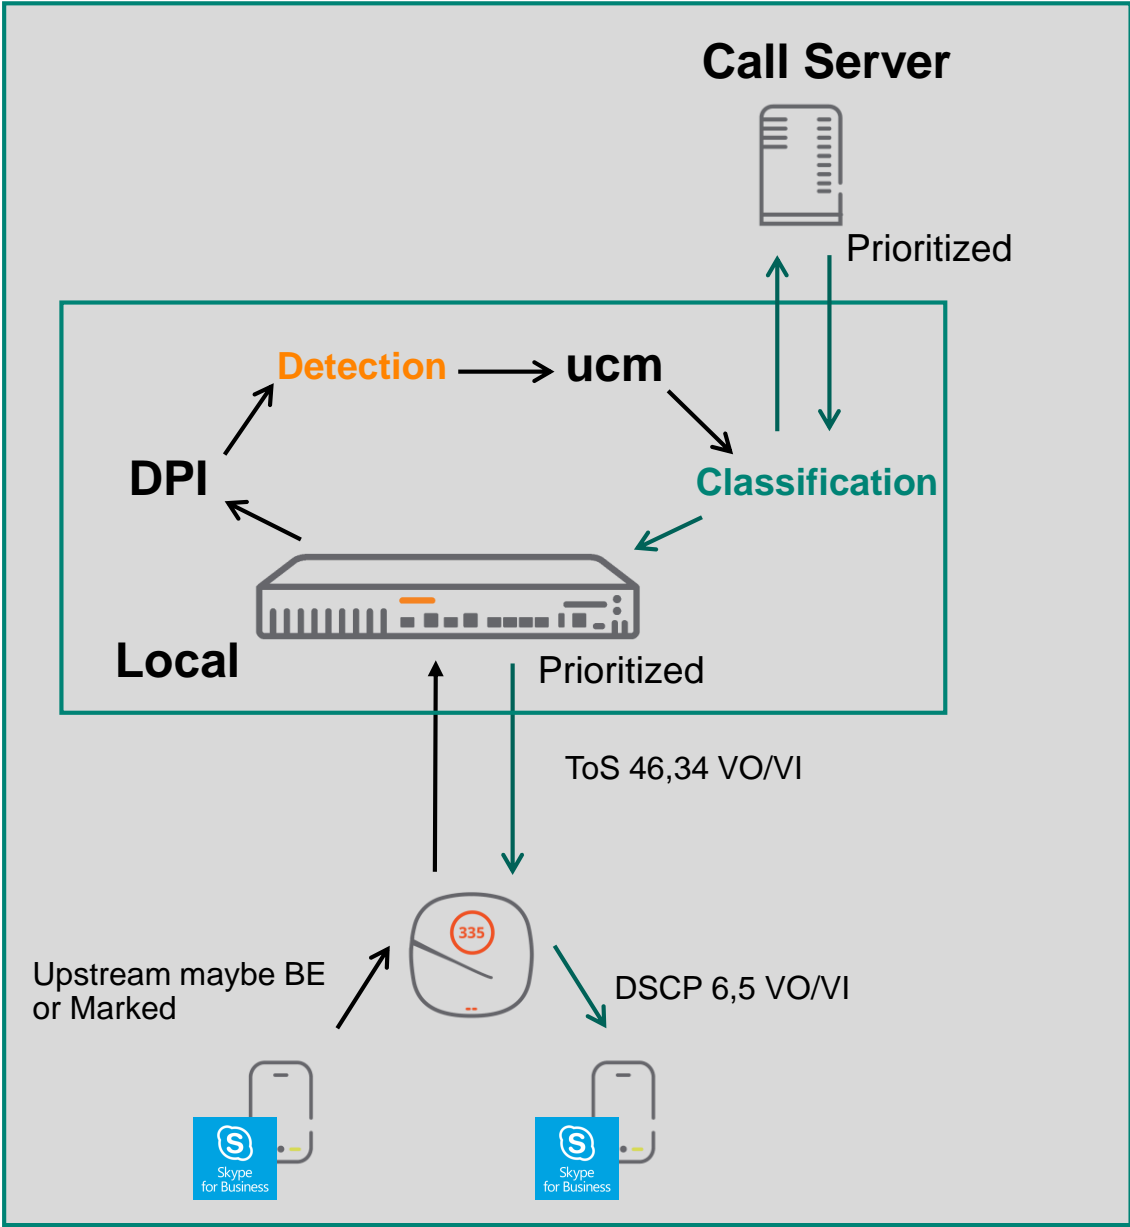 Call Server
Prioritized
Detection
ucm
DPI
Classification
Local
Prioritized
ToS 46,34 VO/VI
335
Upstream maybe BE
or Marked
DSCP 6,5 VO/VI
S
Skype
for Business
S
Skype
for Business